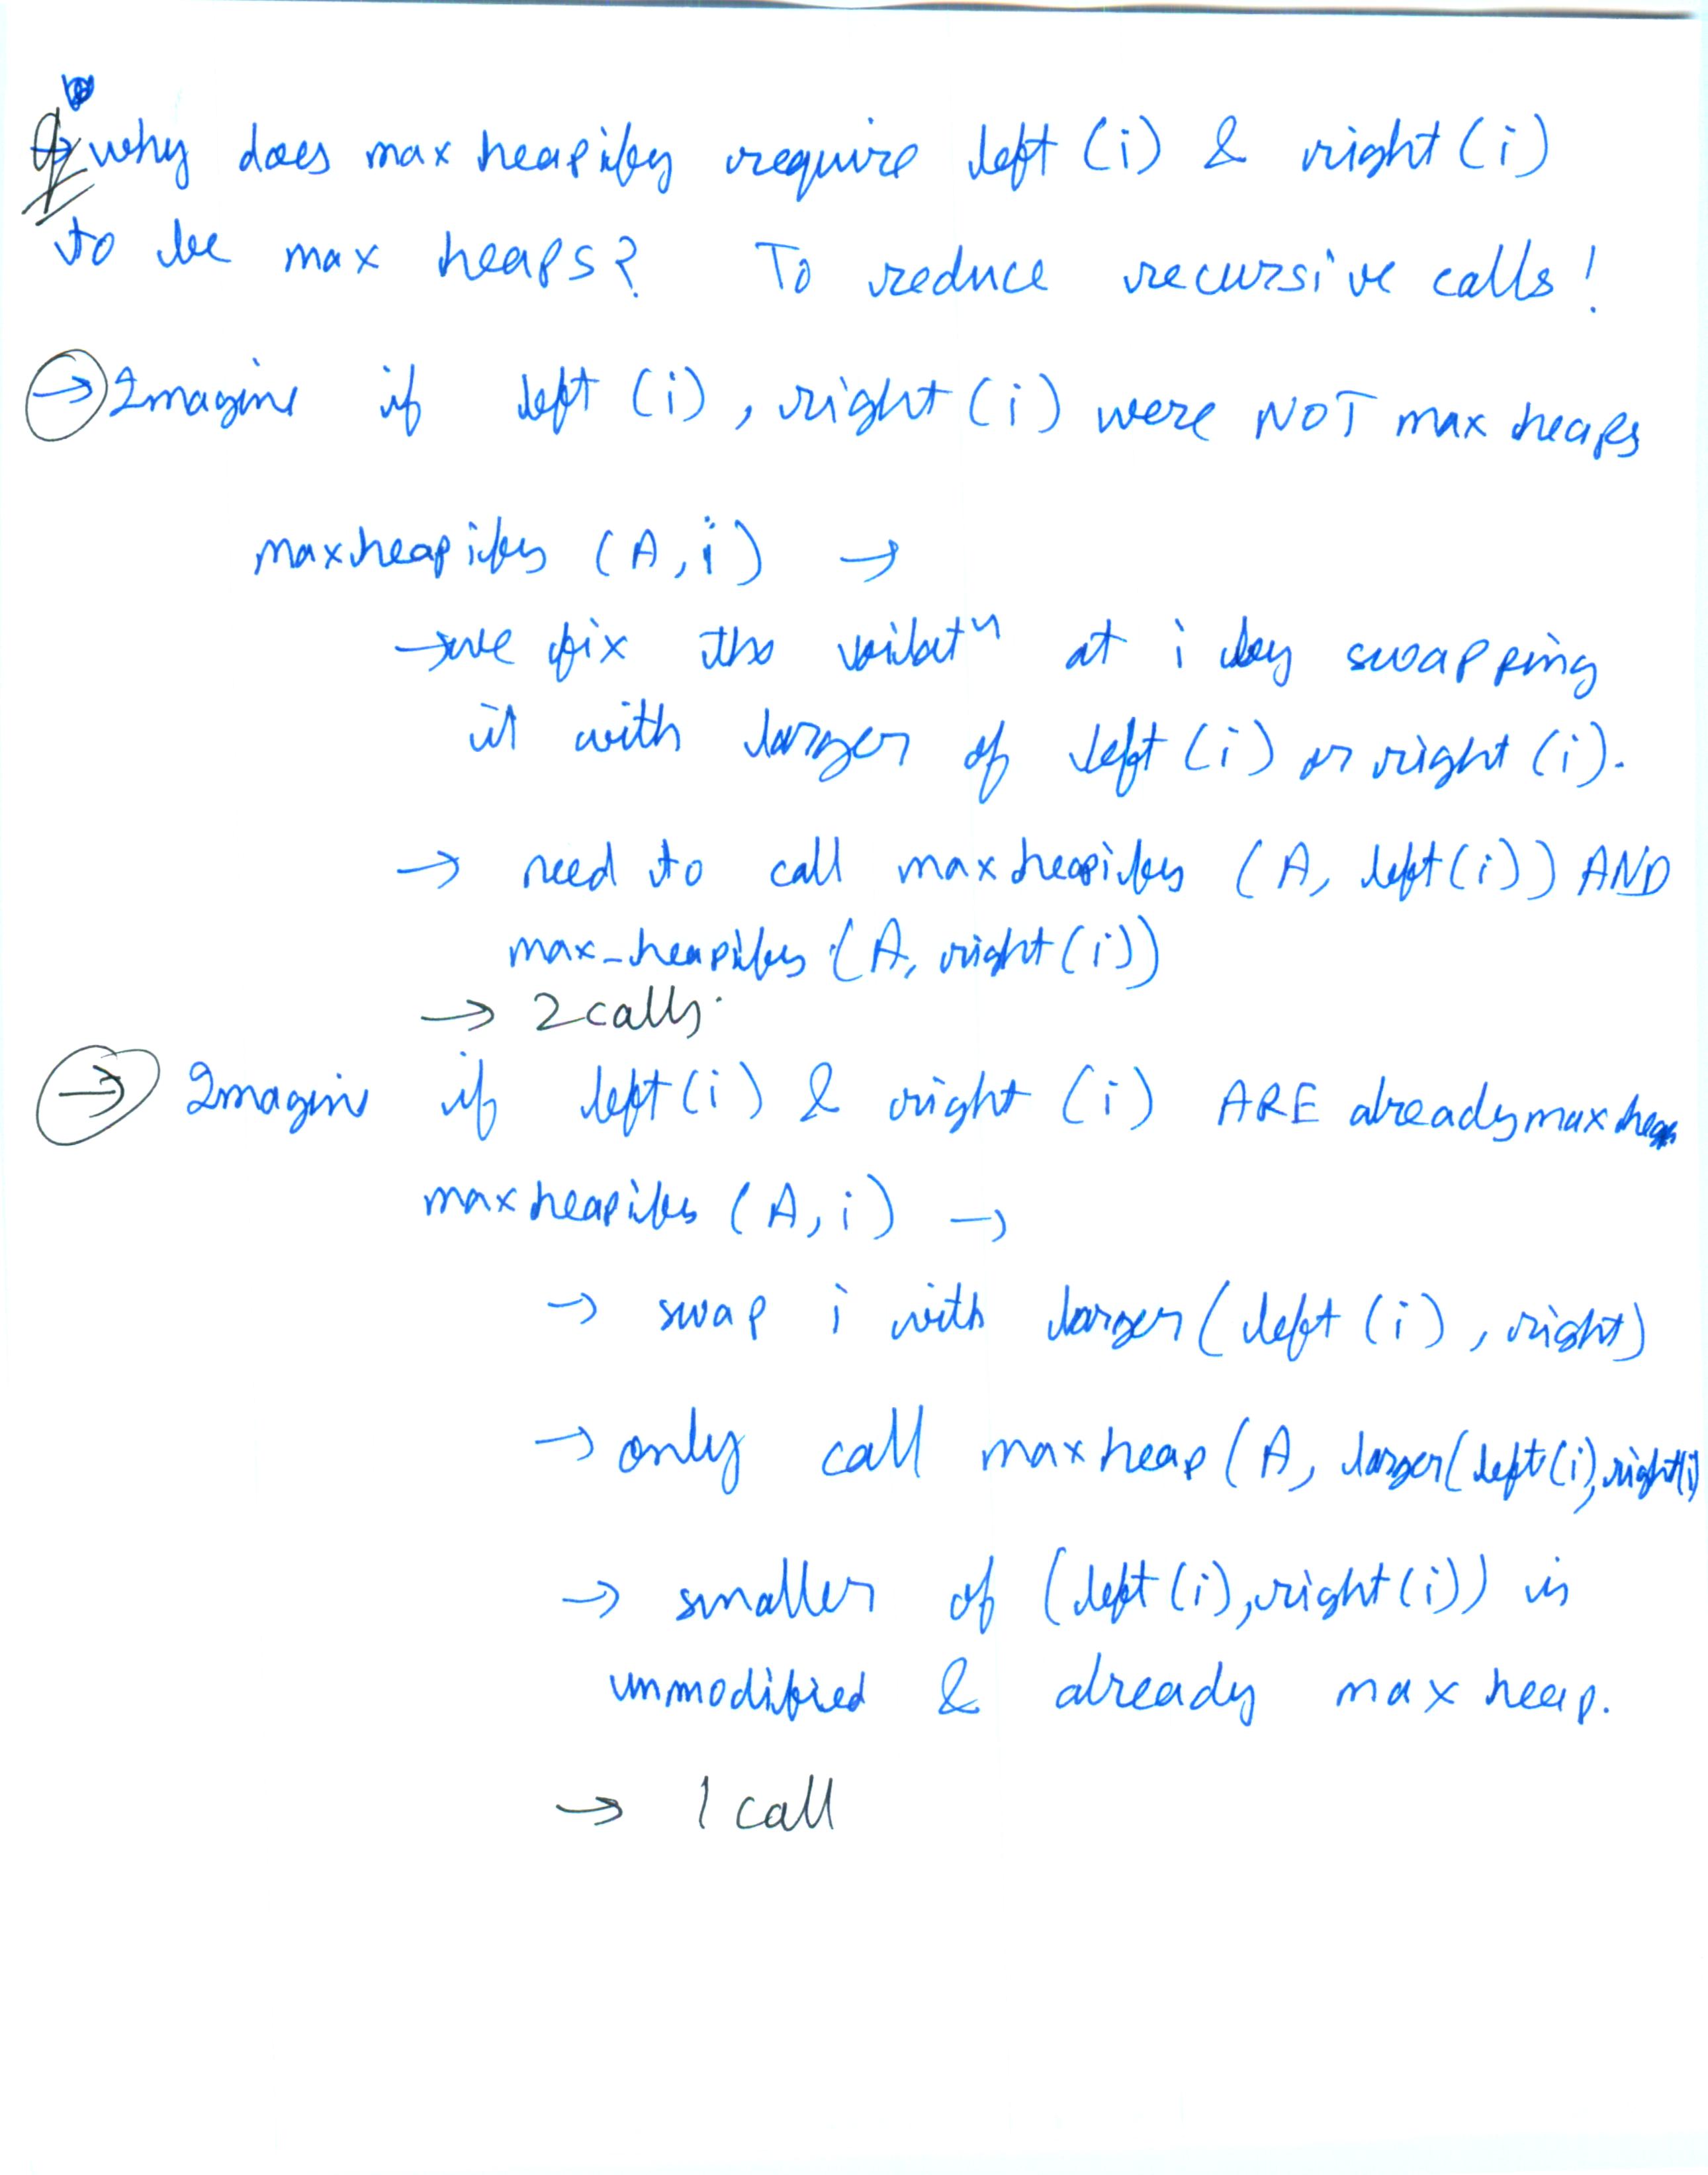 Q> why does max heapify require left (i) & right (i)
to be max heaps? To reduce recursive calls!
→ Imagine if left (i), right (i) were NOT max heaps
maxheapify (A, i) →
→ we fix the at i by swapping
it with larger of left (i) or right (i).
→ need to call maxheapify (A, left(i)) AND
max-heapify (A, right(i))
→ 2 calls.
→ Imagine if left(i) & right (i) ARE already max heaps
maxheapify (A, i) →
→ swap i with larger (left (i), right)
→ only call maxheap (A, larger(left(i), right(i)
→ smaller of (left (i), right (i)) is
unmodified & already max heap.
→ 1 call